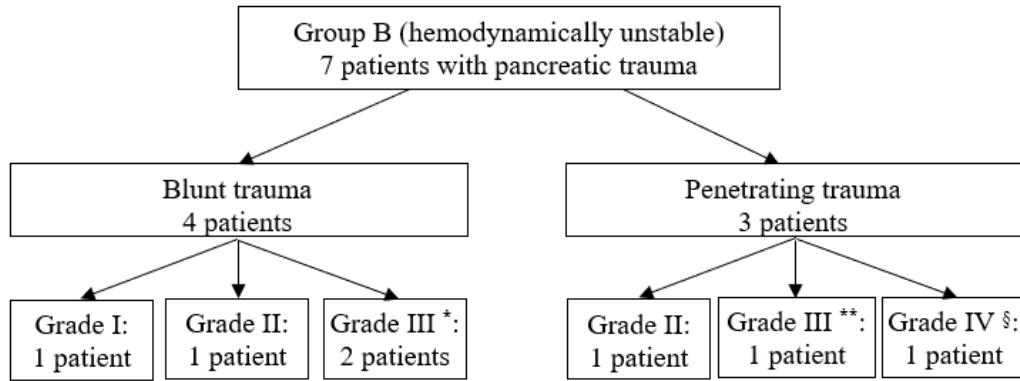 Group B (hemodynamically unstable)
7 patients with pancreatic trauma
Blunt trauma
4 patients
Penetrating trauma
3 patients
Grade I:
1 patient
Grade II:
1 patient
Grade III *:
2 patients
Grade II:
1 patient
Grade III **:
1 patient
Grade IV §:
1 patient